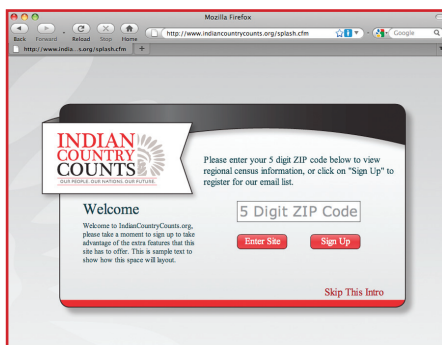 Mozilla Firefox
http://www.indiancountrycounts.org/splash.cfm
Google
Back Forward Reload Stop Home
http://www.india...s.org/splash.cfm +
INDIAN
COUNTRY
COUNTS
OUR PEOPLE. OUR NATIONS. OUR FUTURE.
Please enter your 5 digit ZIP code below to view
regional census information, or click on "Sign Up" to
register for our email list.
Welcome
Welcome to IndianCountryCounts.org,
please take a moment to sign up to take
advantage of the extra features that this
site has to offer. This is sample text to
show how this space will layout.
5 Digit ZIP Code
Enter Site Sign Up
Skip This Intro